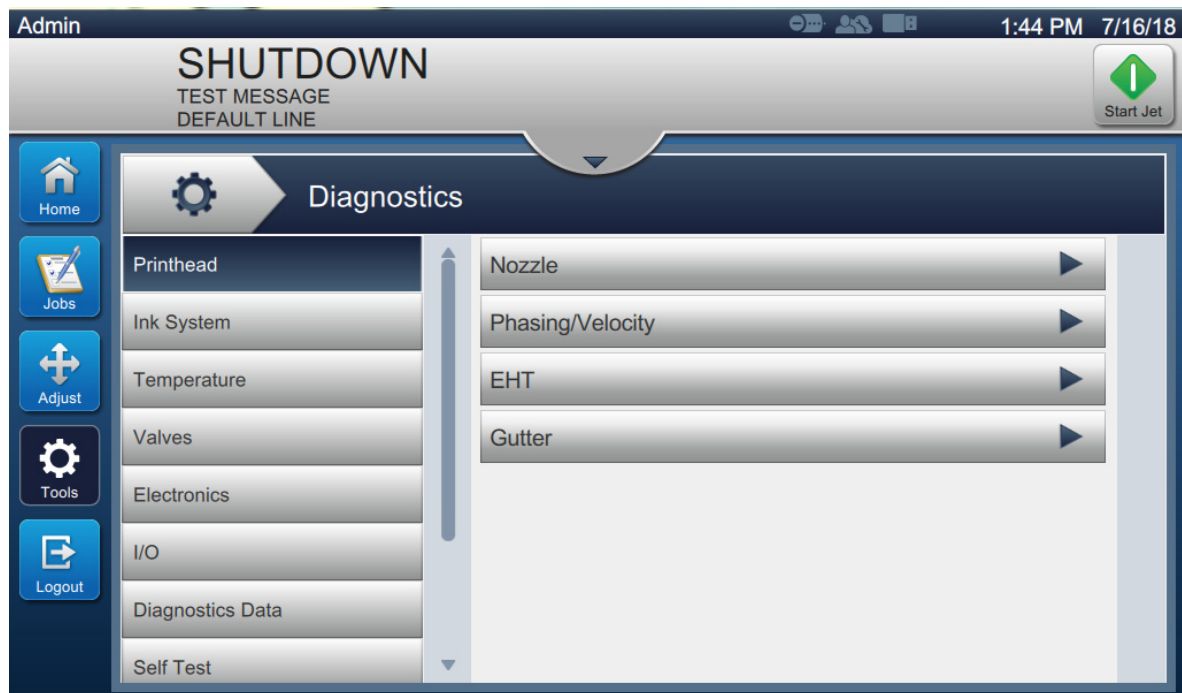 Admin
1:44 PM 7/16/18
SHUTDOWN
TEST MESSAGE
DEFAULT LINE
Start Jet
Home
Jobs
Adjust
Tools
Logout
Diagnostics
Printhead
Ink System
Temperature
Valves
Electronics
I/O
Diagnostics Data
Self Test
Nozzle
Phasing/Velocity
EHT
Gutter